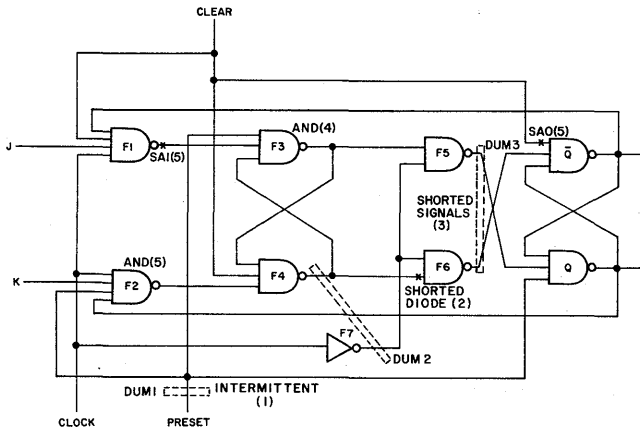 CLEAR
AND(4)
SA0(5)
DUM3
J
F1
SA1(5)
F3
F5
Q̅
SHORTED
SIGNALS
(3)
AND(5)
K
F2
F4
F6
Q
SHORTED
DIODE (2)
F7
DUM 2
DUM1
INTERMITTENT
(1)
CLOCK
PRESET